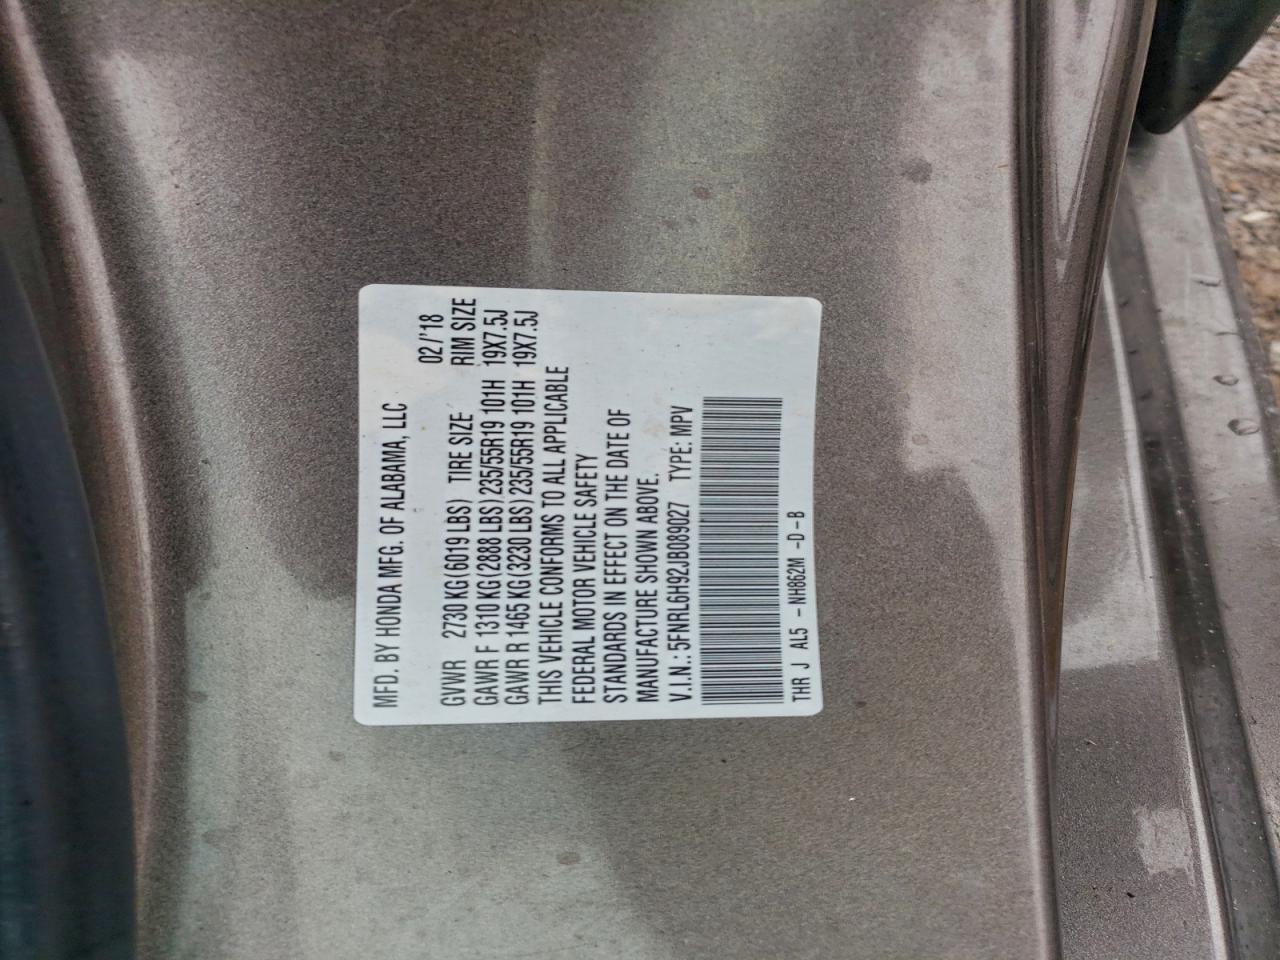 MFD. BY HONDA MFG. OF ALABAMA, LLC
02/'18
GVWR 2730 KG(6019 LBS) TIRE SIZE RIM SIZE
GAWR F 1310 KG(2888 LBS)235/55R19 101H 19X7.5J
GAWR R 1465 KG(3230 LBS)235/55R19 101H 19X7.5J
THIS VEHICLE CONFORMS TO ALL APPLICABLE
FEDERAL MOTOR VEHICLE SAFETY
STANDARDS IN EFFECT ON THE DATE OF
MANUFACTURE SHOWN ABOVE.
V.I.N.: 5FNRL6H92JB089027 TYPE: MPV
THR J AL5 -NH862M -D-B